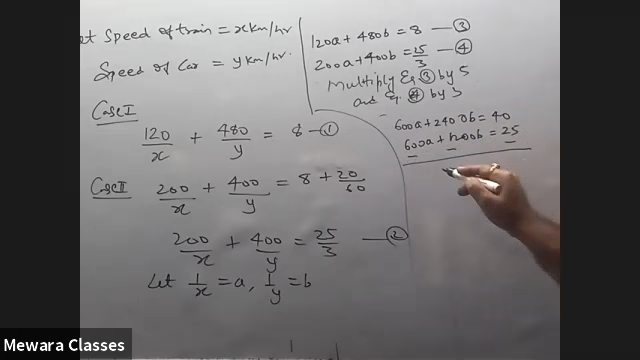 et Speed of train = x km/hr
Speed of Car = y km/hr.
Case I
120/x + 480/y = 8 —①
Case II
200/x + 400/y = 8 + 20/60
200/x + 400/y = 25/3 —②
Let 1/x = a, 1/y = b
120a + 480b = 8 —③
200a + 400b = 25/3 —④
Multiply Eq. ③ by 5
and Eq. ④ by 3
600a + 2400b = 40
600a + 1200b = 25
— — —
Mewara Classes